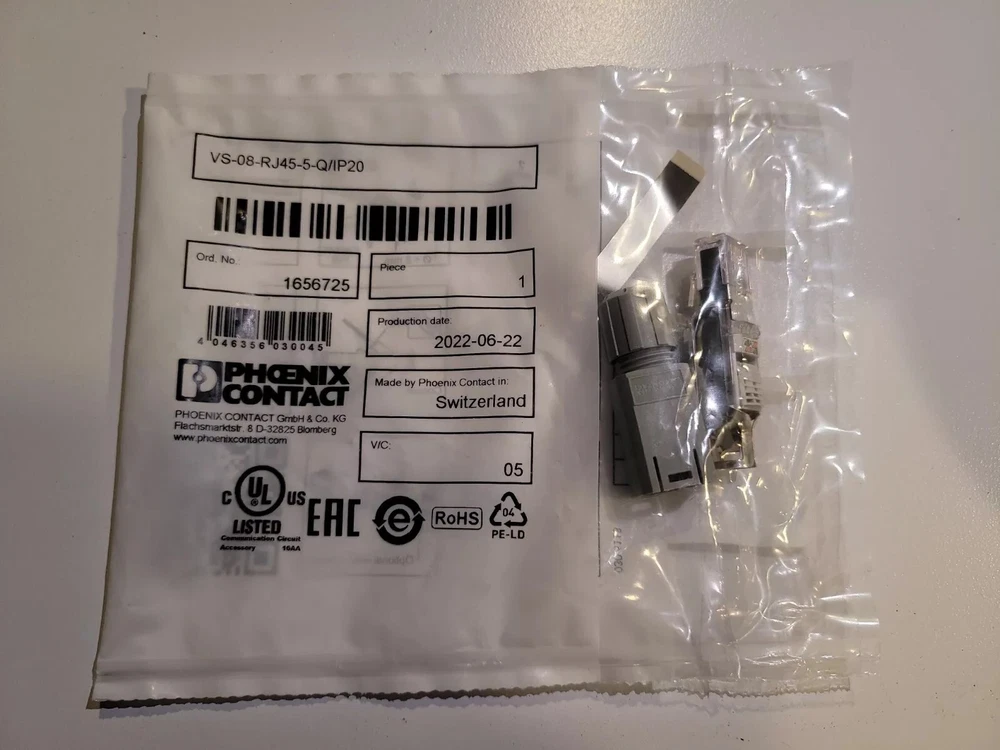 VS-08-RJ45-5-Q/IP20
Ord. No.
1656725
Piece
1
4 046356 030045
Production date:
2022-06-22
PHŒNIX
CONTACT
Made by Phoenix Contact in:
Switzerland
PHOENIX CONTACT GmbH & Co. KG
Flachsmarktstr. 8 D-32825 Blomberg
www.phoenixcontact.com
V/C:
05
C UL US
LISTED
Communication Circuit
Accessory 16AA
EAC
e
RoHS
04
PE-LD